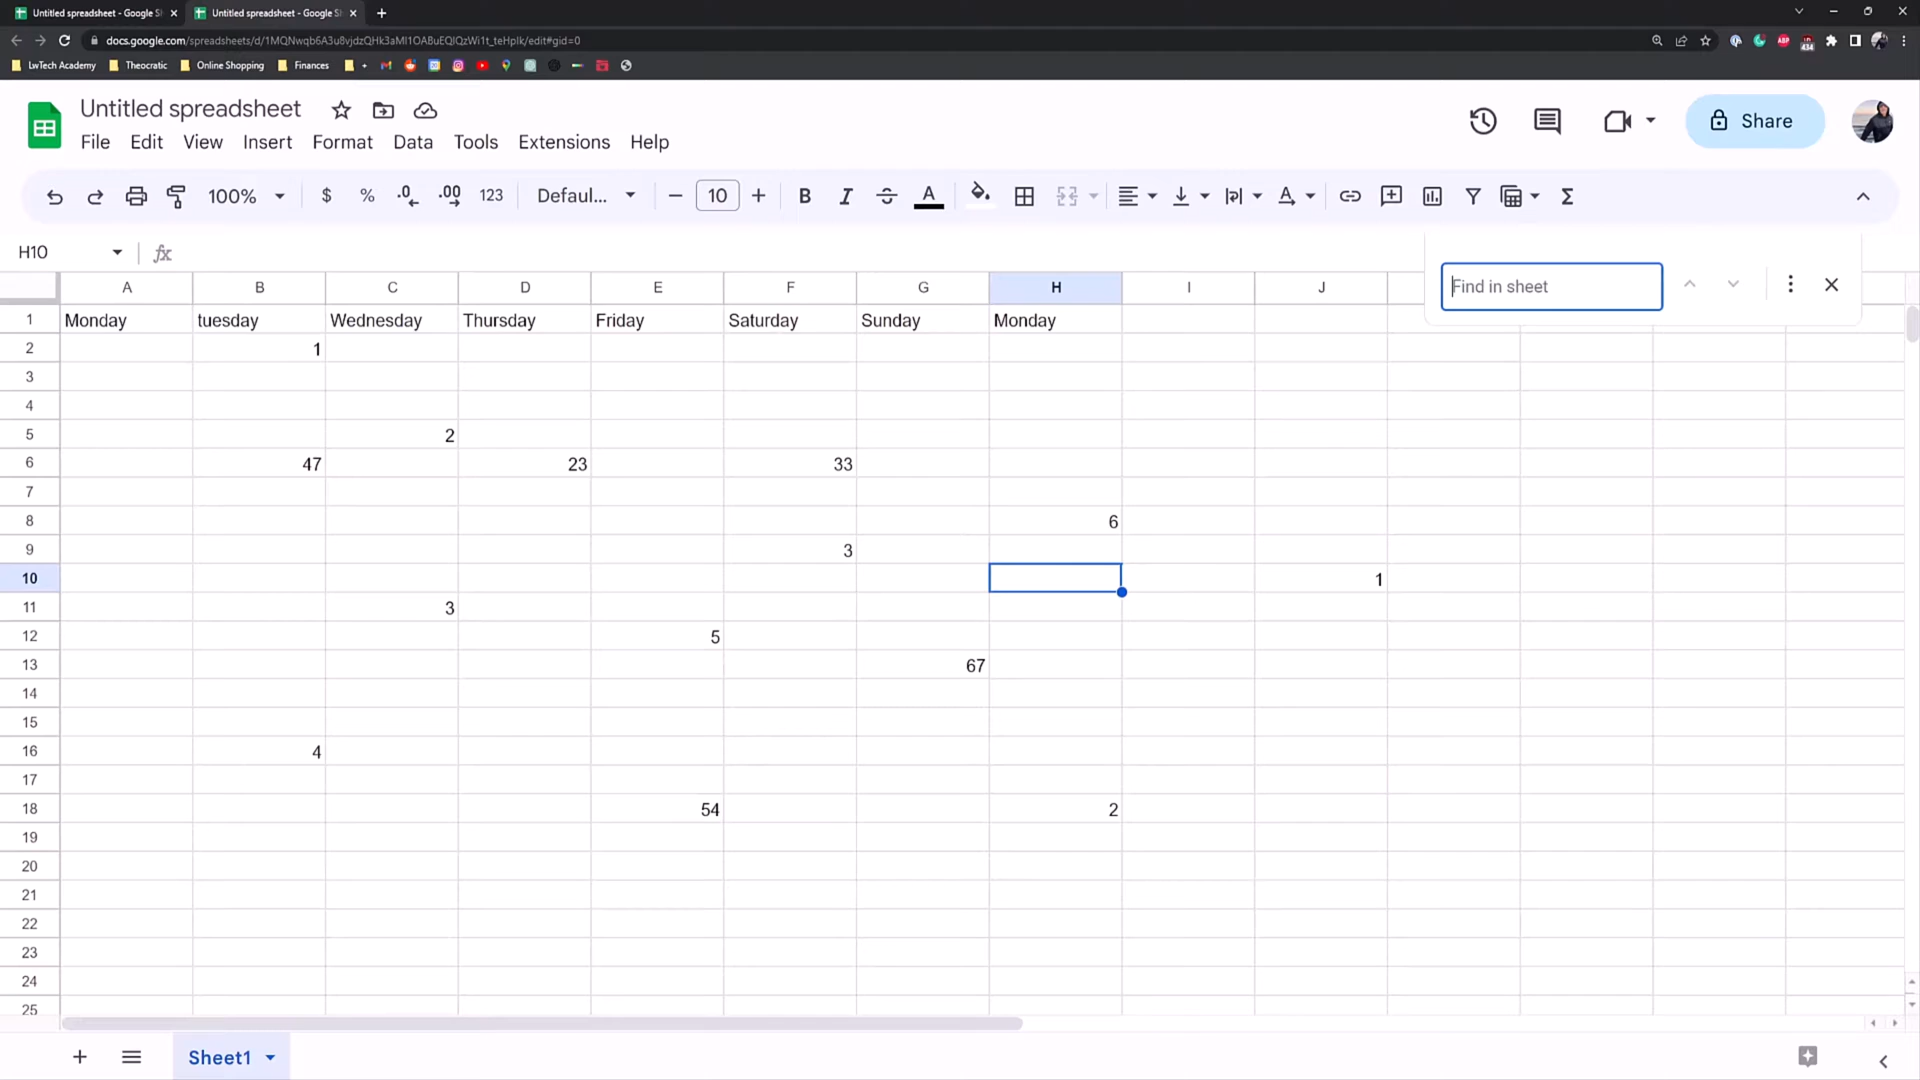 Untitled spreadsheet - Google S
Untitled spreadsheet - Google S
docs.google.com/spreadsheets/d/1MQNwqb6A3u8vjdzQHk3aMI1OABuEQIQzWi1t_teHpIk/edit#gid=0
LwTech Academy Theocratic Online Shopping Finances
ABP 434
Untitled spreadsheet
File Edit View Insert Format Data Tools Extensions Help
Share
100% $ % .0 .00 123 Defaul... 10 B I A
H10 fx
Find in sheet
A B C D E F G H I J
1 Monday tuesday Wednesday Thursday Friday Saturday Sunday Monday
2 1
3
4
5 2
6 47 23 33
7
8 6
9 3
10 1
11 3
12 5
13 67
14
15
16 4
17
18 54 2
19
20
21
22
23
24
25
Sheet1